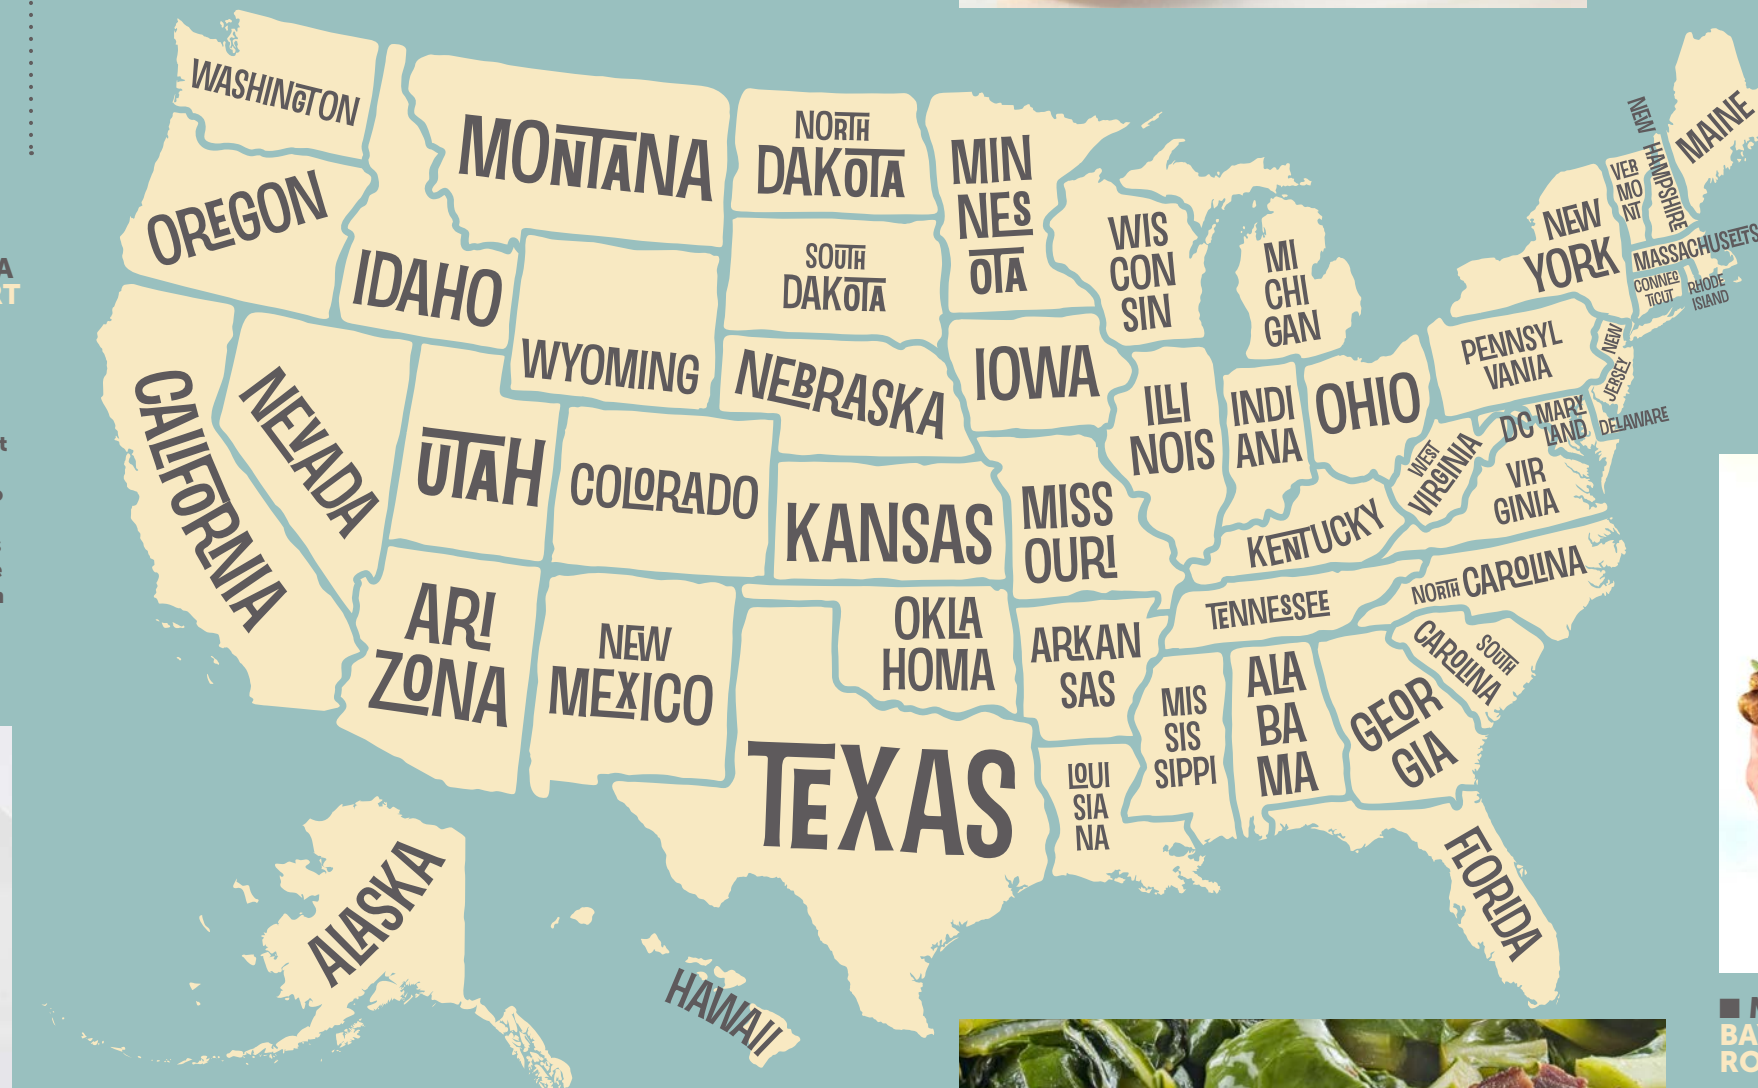 WASHINGTON
OREGON
CALIFORNIA
NEVADA
IDAHO
MONTANA
WYOMING
UTAH
COLORADO
ARI
ZONA
NEW
MEXICO
NORTH
DAKOTA
SOUTH
DAKOTA
NEBRASKA
KANSAS
OKLA
HOMA
TEXAS
MIN
NES
OTA
IOWA
MISS
OURI
ARKAN
SAS
LOUI
SIA
NA
WIS
CON
SIN
ILLI
NOIS
MI
CHI
GAN
INDI
ANA
OHIO
KENTUCKY
TENNESSEE
MIS
SIS
SIPPI
ALA
BA
MA
GEOR
GIA
FLORIDA
SOUTH
CAROLINA
NORTH CAROLINA
VIR
GINIA
WEST
VIRGINIA
DC
MARY
LAND
DELAWARE
PENNSYL
VANIA
NEW
JERSEY
NEW
YORK
CONNEC
TICUT
RHODE
ISLAND
MASSACHUSETTS
VER
MO
NT
NEW HAMPSHIRE
MAINE
ALASKA
HAWAII
A
RT
t
BA
RO